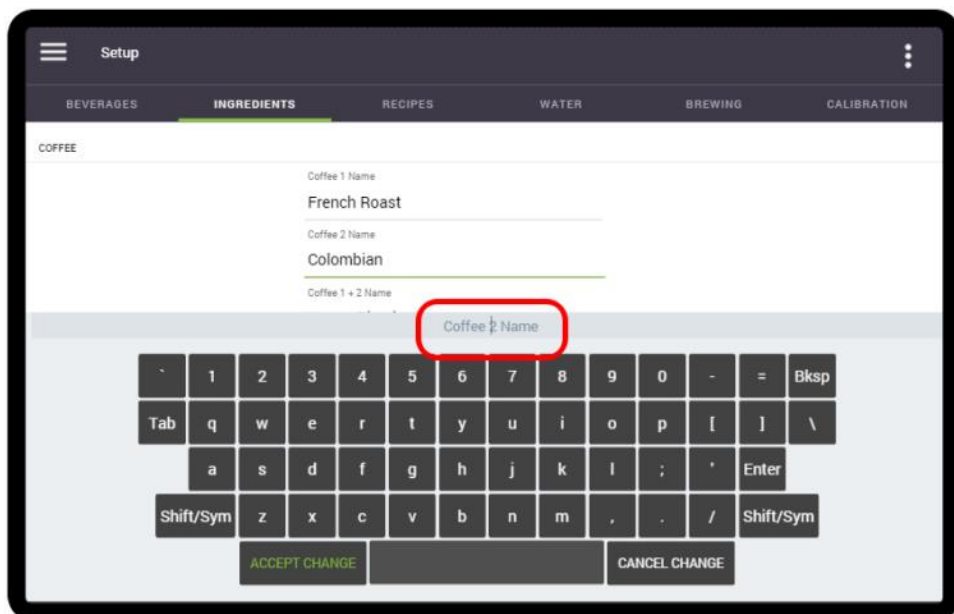 Setup
BEVERAGES INGREDIENTS RECIPES WATER BREWING CALIBRATION
COFFEE
Coffee 1 Name
French Roast
Coffee 2 Name
Colombian
Coffee 1 + 2 Name
Coffee 2 Name
` 1 2 3 4 5 6 7 8 9 0 - = Bksp
Tab q w e r t y u i o p [ ] \
a s d f g h j k l ; ' Enter
Shift/Sym z x c v b n m , . / Shift/Sym
ACCEPT CHANGE CANCEL CHANGE